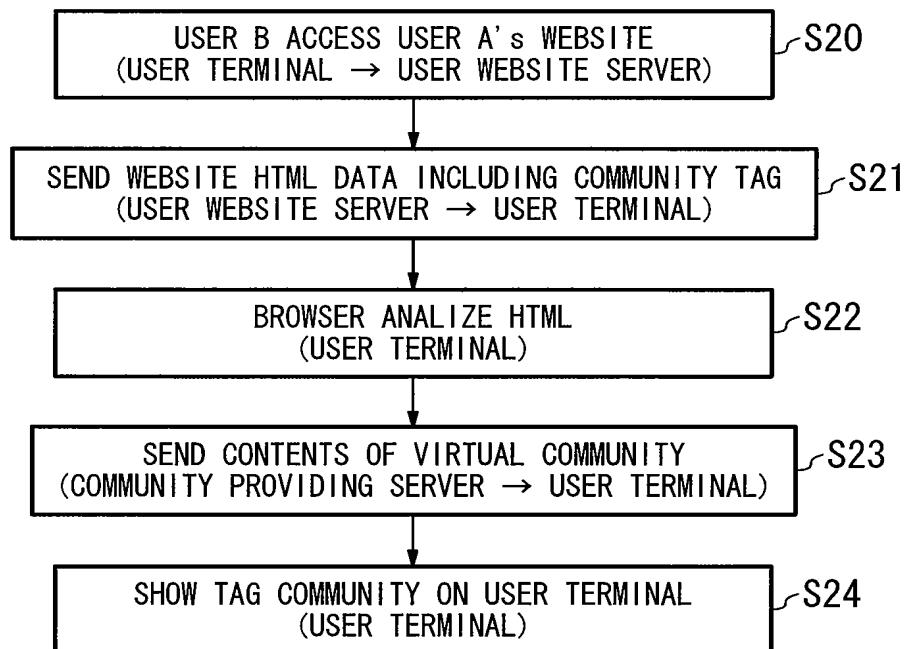 USER B ACCESS USER A's WEBSITE
(USER TERMINAL → USER WEBSITE SERVER)
S20
SEND WEBSITE HTML DATA INCLUDING COMMUNITY TAG
(USER WEBSITE SERVER → USER TERMINAL)
S21
BROWSER ANALIZE HTML
(USER TERMINAL)
S22
SEND CONTENTS OF VIRTUAL COMMUNITY
(COMMUNITY PROVIDING SERVER → USER TERMINAL)
S23
SHOW TAG COMMUNITY ON USER TERMINAL
(USER TERMINAL)
S24